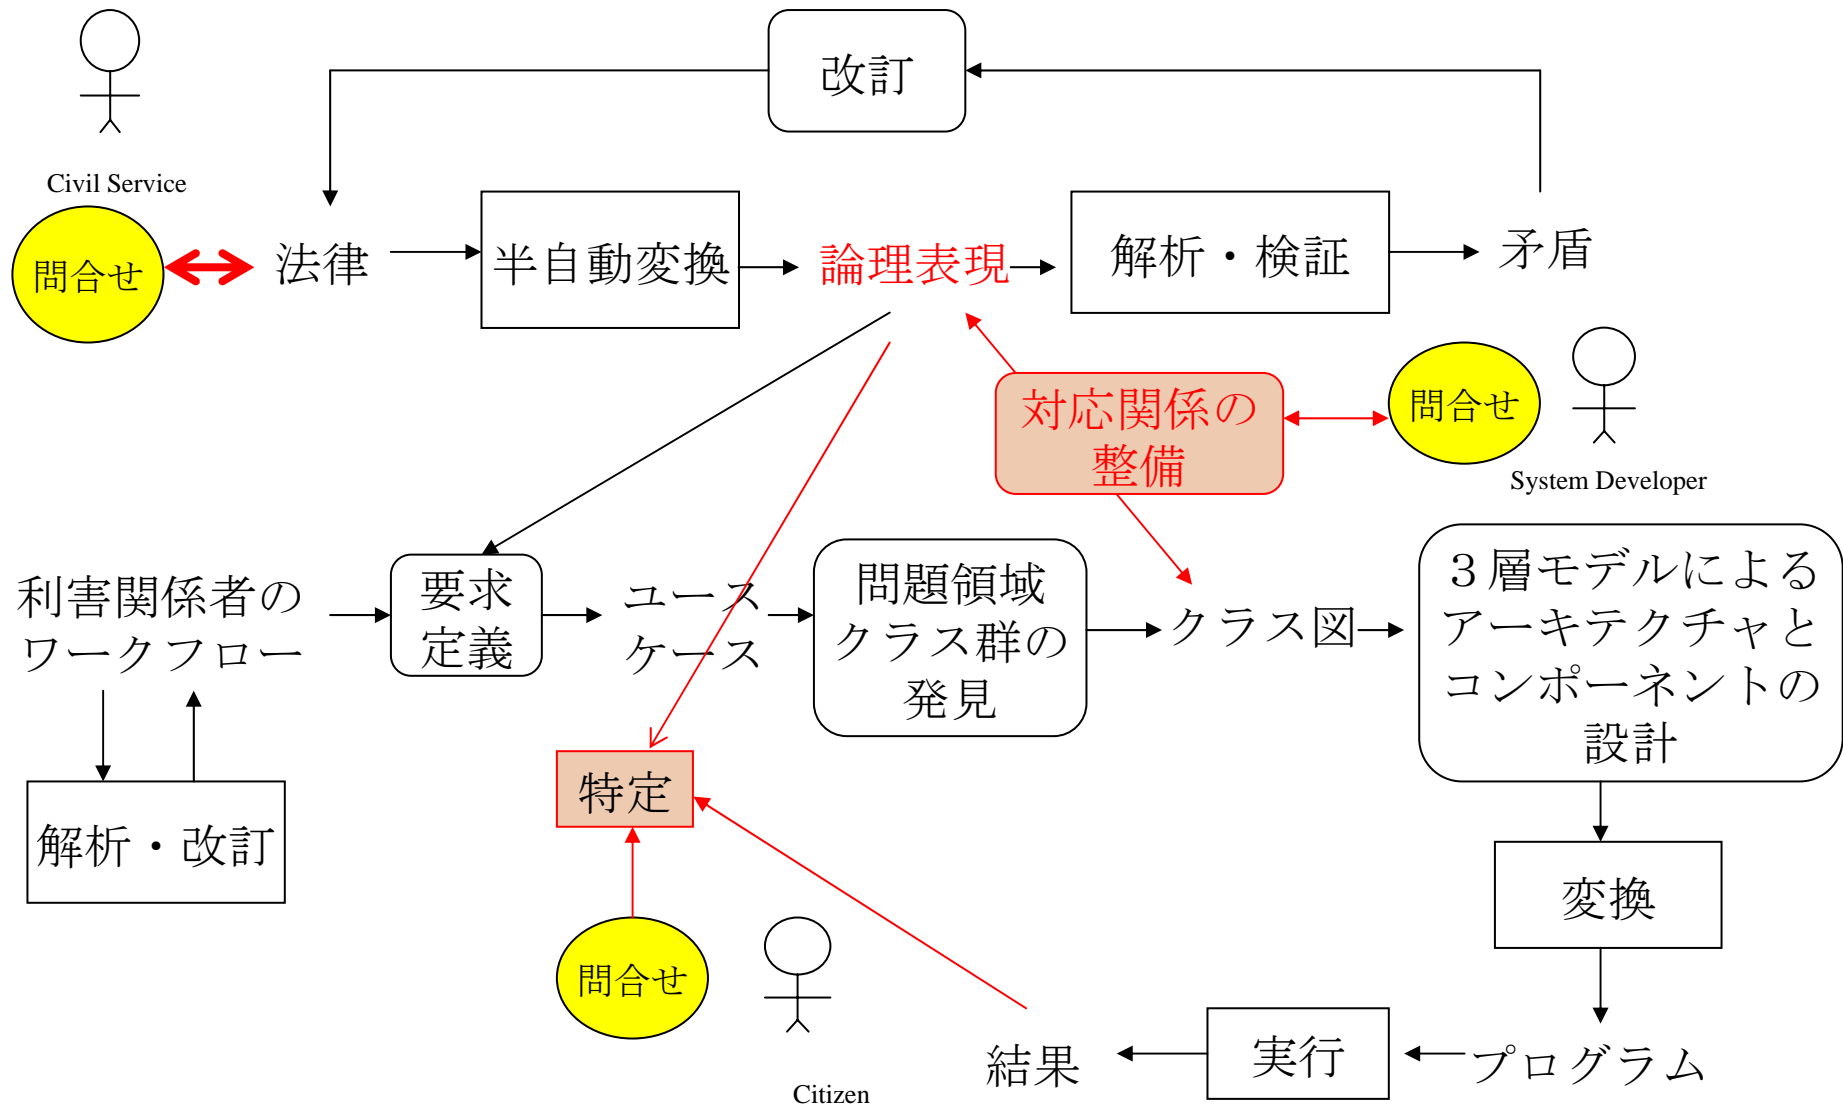 改訂
Civil Service
問合せ
法律
半自動変換
論理表現
解析・検証
矛盾
対応関係の
整備
問合せ
System Developer
利害関係者の
ワークフロー
要求
定義
ユース
ケース
問題領域
クラス群の
発見
クラス図
３層モデルによる
アーキテクチャと
コンポーネントの
設計
解析・改訂
特定
変換
問合せ
Citizen
結果
実行
プログラム